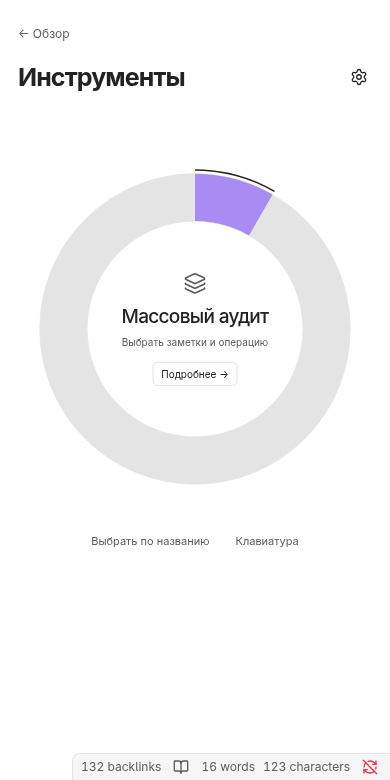 ← Обзор
Инструменты
Массовый аудит
Выбрать заметки и операцию
Подробнее →
Выбрать по названию Клавиатура
132 backlinks 16 words 123 characters